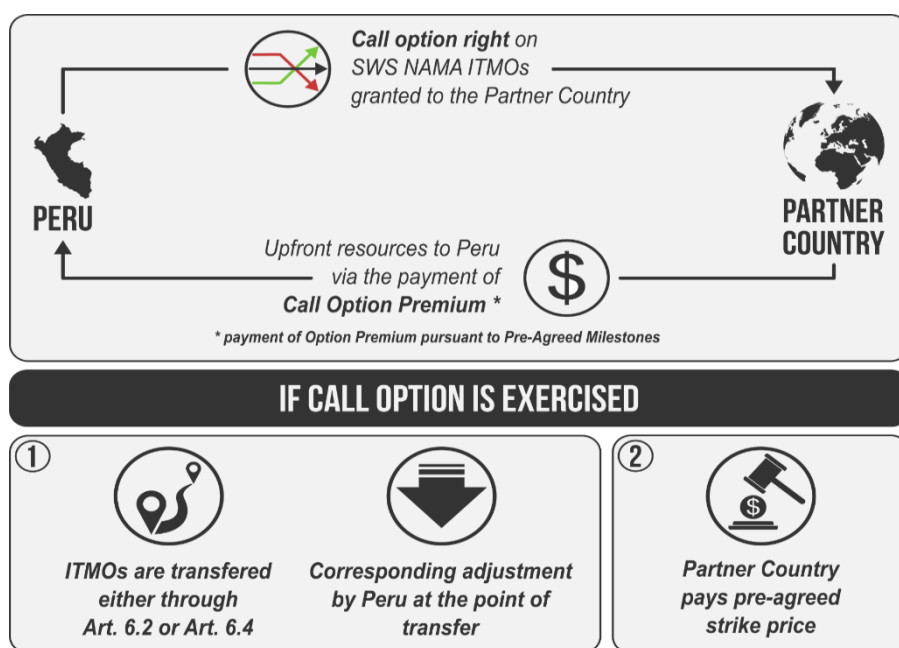 Call option right on
SWS NAMA ITMOs
granted to the Partner Country
PERU
PARTNER
COUNTRY
Upfront resources to Peru
via the payment of
Call Option Premium *
$
* payment of Option Premium pursuant to Pre-Agreed Milestones
IF CALL OPTION IS EXERCISED
1
ITMOs are transfered
either through
Art. 6.2 or Art. 6.4
Corresponding adjustment
by Peru at the point of
transfer
2
$
Partner Country
pays pre-agreed
strike price